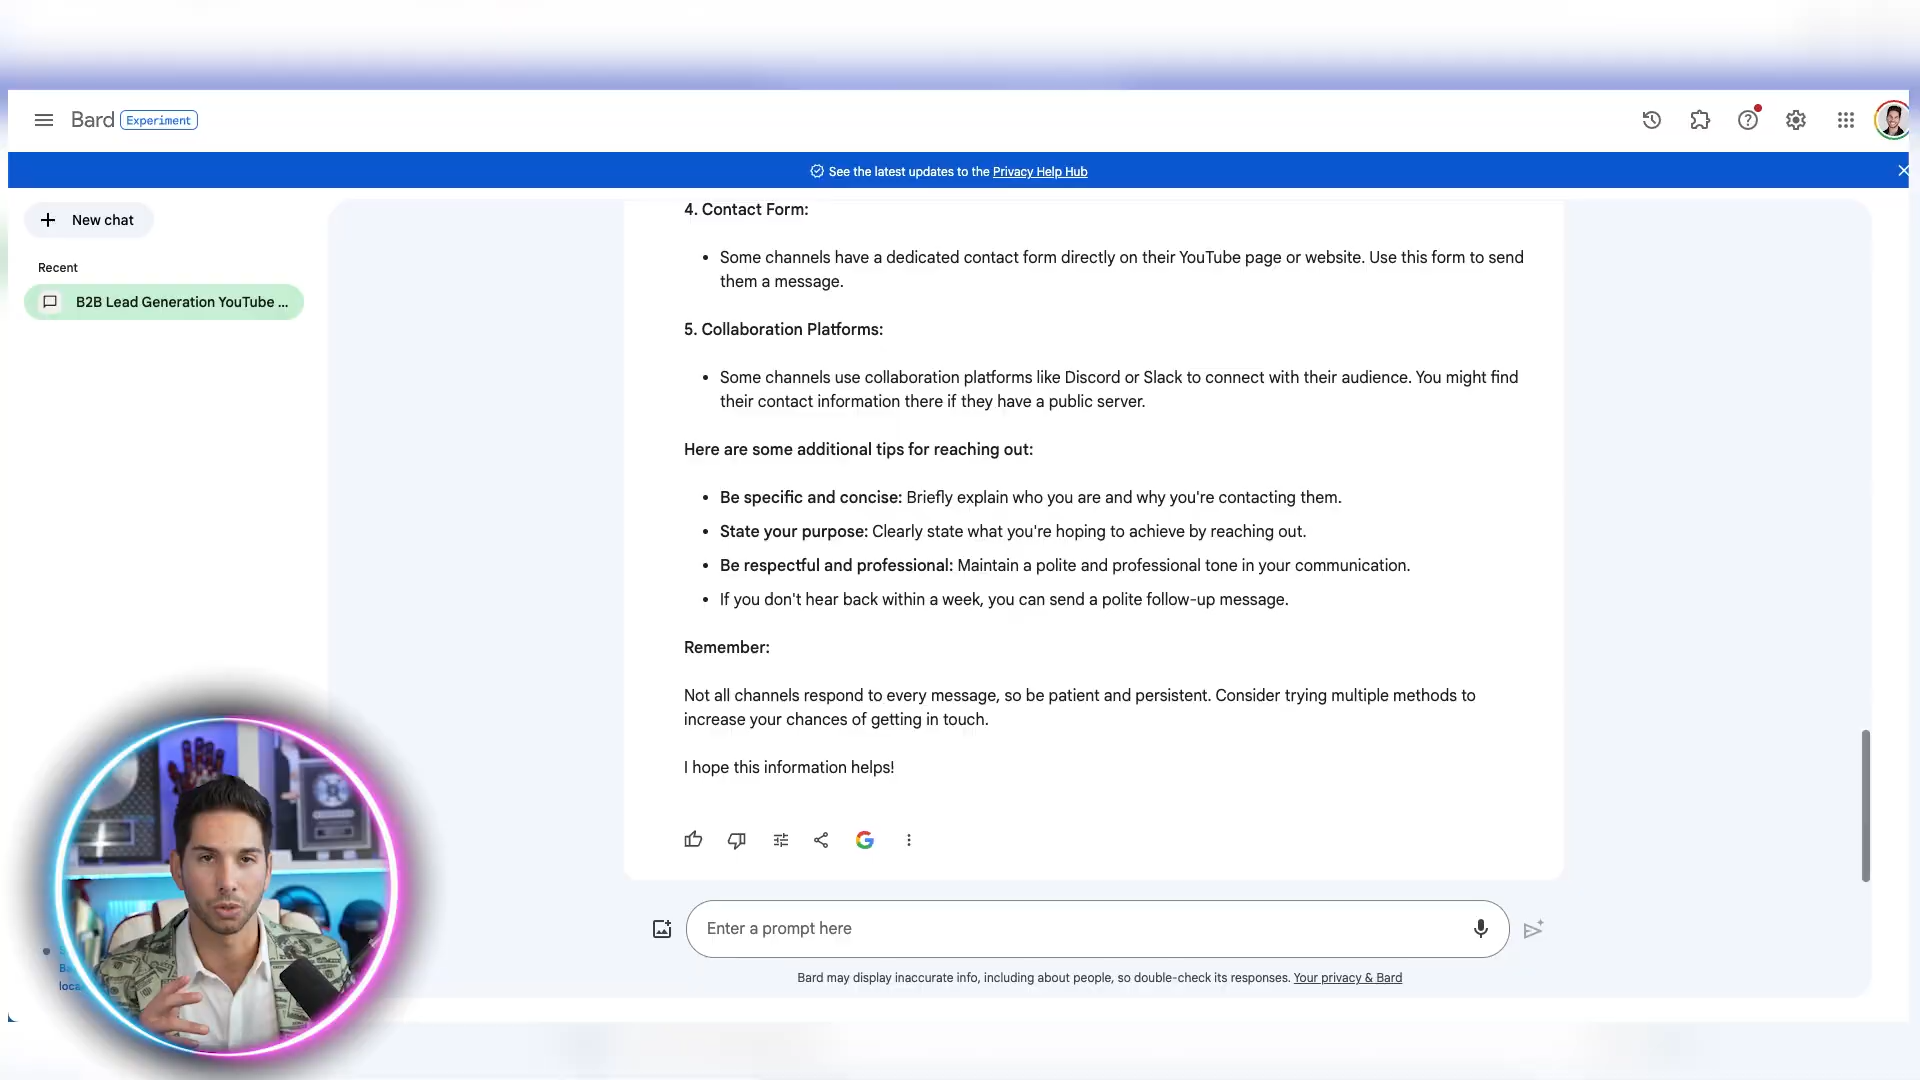 Bard Experiment
See the latest updates to the Privacy Help Hub
New chat
Recent
B2B Lead Generation YouTube ...
4. Contact Form:
• Some channels have a dedicated contact form directly on their YouTube page or website. Use this form to send
them a message.
5. Collaboration Platforms:
• Some channels use collaboration platforms like Discord or Slack to connect with their audience. You might find
their contact information there if they have a public server.
Here are some additional tips for reaching out:
• Be specific and concise: Briefly explain who you are and why you're contacting them.
• State your purpose: Clearly state what you're hoping to achieve by reaching out.
• Be respectful and professional: Maintain a polite and professional tone in your communication.
• If you don't hear back within a week, you can send a polite follow-up message.
Remember:
Not all channels respond to every message, so be patient and persistent. Consider trying multiple methods to
increase your chances of getting in touch.
I hope this information helps!
Enter a prompt here
Bard may display inaccurate info, including about people, so double-check its responses. Your privacy & Bard